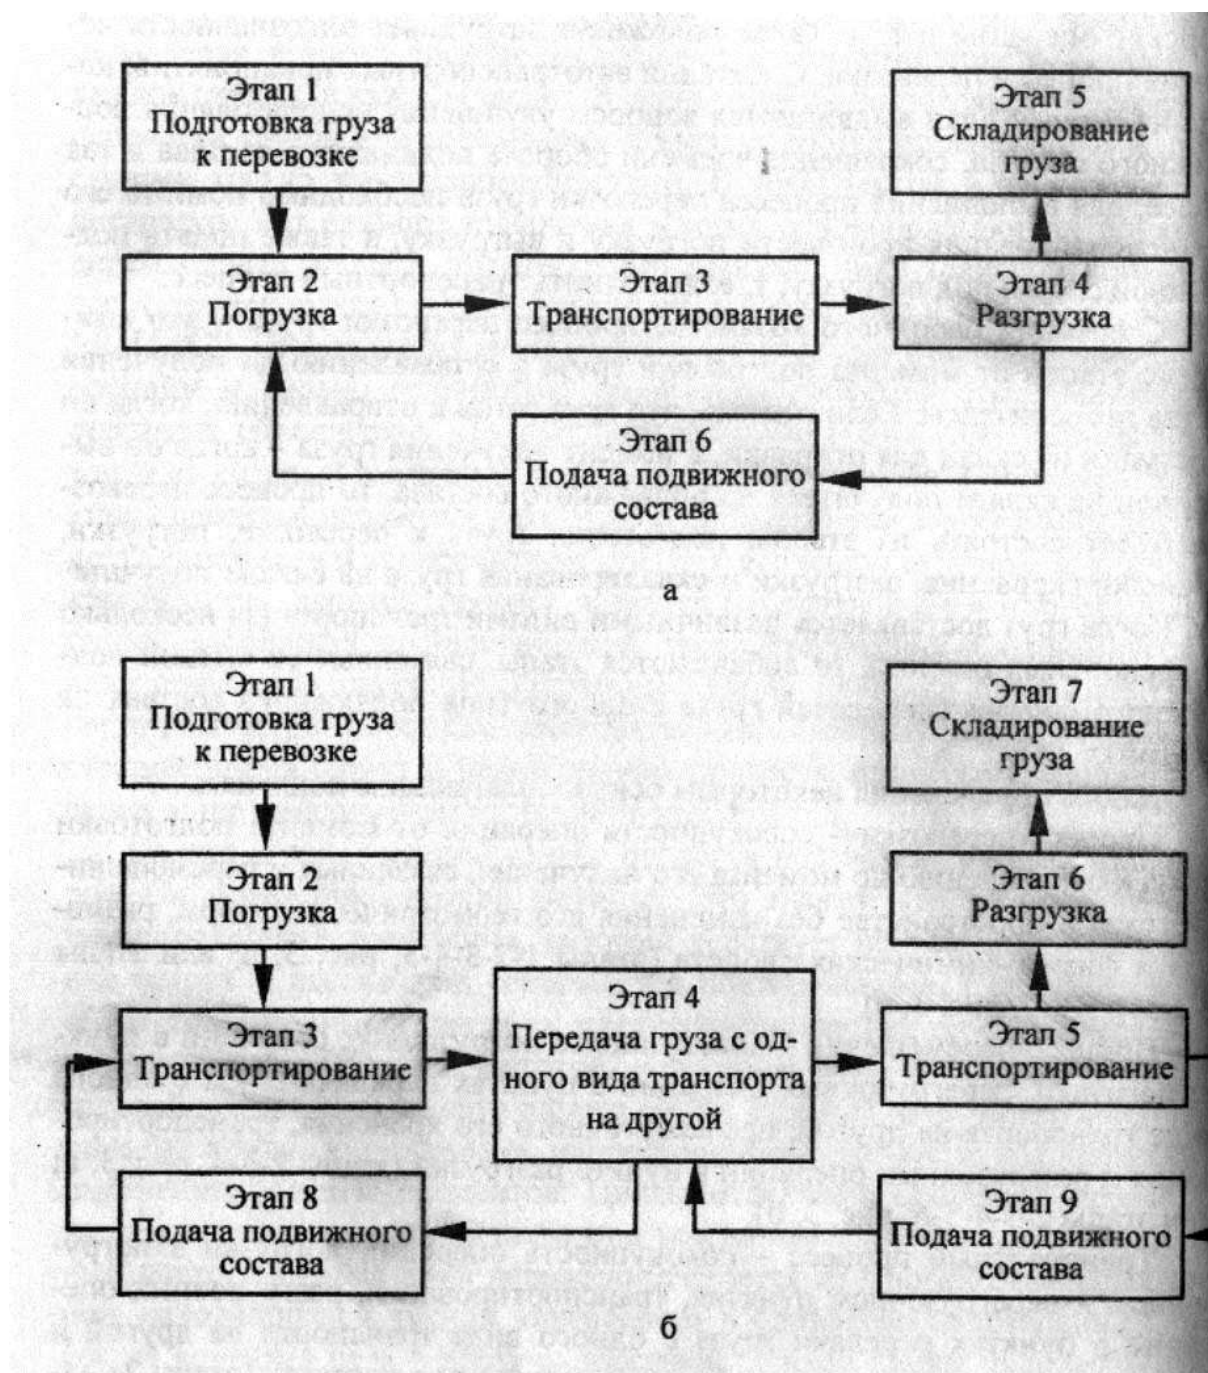 Этап 1
Подготовка груза
к перевозке
Этап 5
Складирование
груза
Этап 2
Погрузка
Этап 3
Транспортирование
Этап 4
Разгрузка
Этап 6
Подача подвижного
состава
а
Этап 1
Подготовка груза
к перевозке
Этап 7
Складирование
груза
Этап 2
Погрузка
Этап 6
Разгрузка
Этап 3
Транспортирование
Этап 4
Передача груза с од-
ного вида транспорта
на другой
Этап 5
Транспортирование
Этап 8
Подача подвижного
состава
Этап 9
Подача подвижного
состава
б